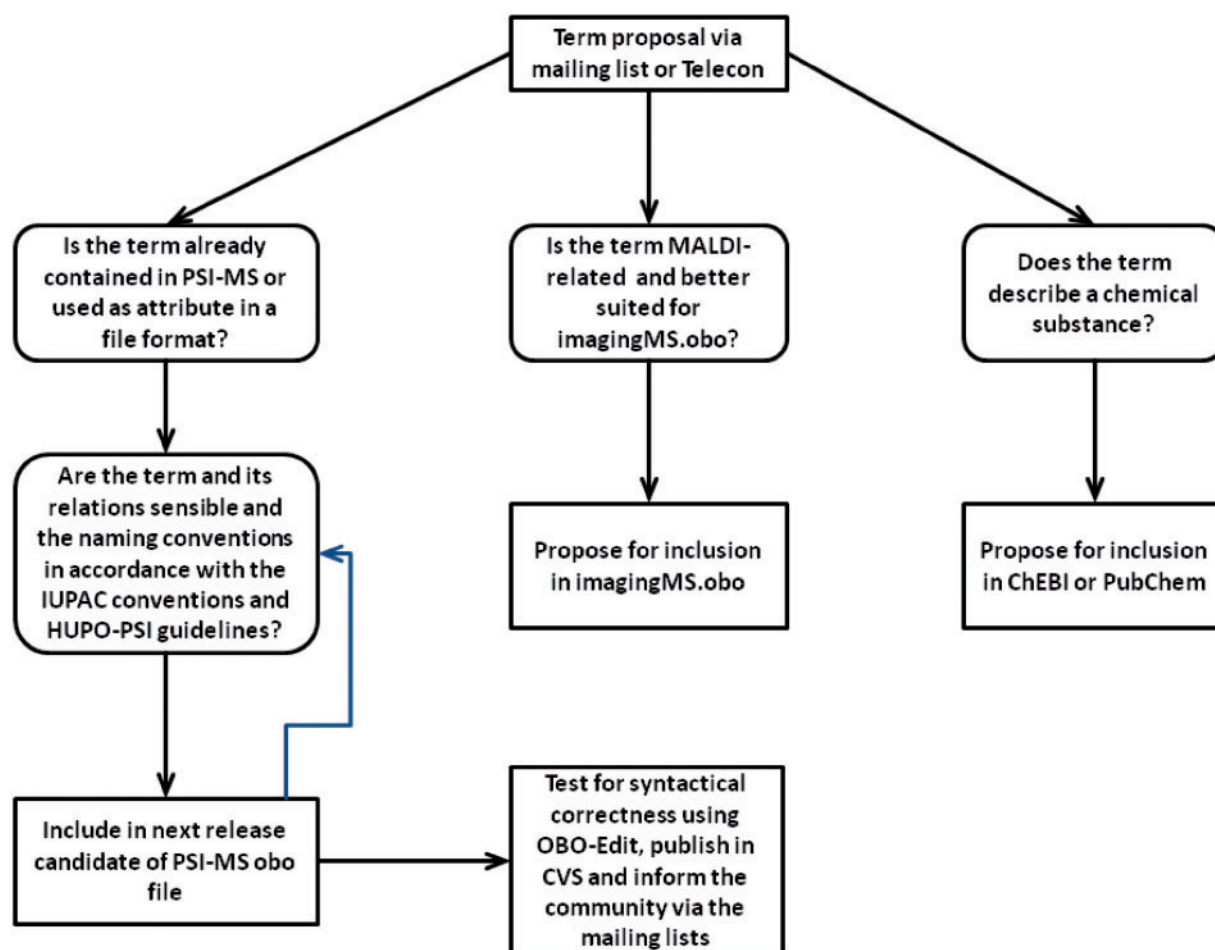 Term proposal via
mailing list or Telecon
Is the term already
contained in PSI-MS or
used as attribute in a
file format?
Is the term MALDI-
related and better
suited for
imagingMS.obo?
Does the term
describe a chemical
substance?
Are the term and its
relations sensible and
the naming conventions
in accordance with the
IUPAC conventions and
HUPO-PSI guidelines?
Propose for inclusion
in imagingMS.obo
Propose for inclusion
in ChEBI or PubChem
Include in next release
candidate of PSI-MS obo
file
Test for syntactical
correctness using
OBO-Edit, publish in
CVS and inform the
community via the
mailing lists